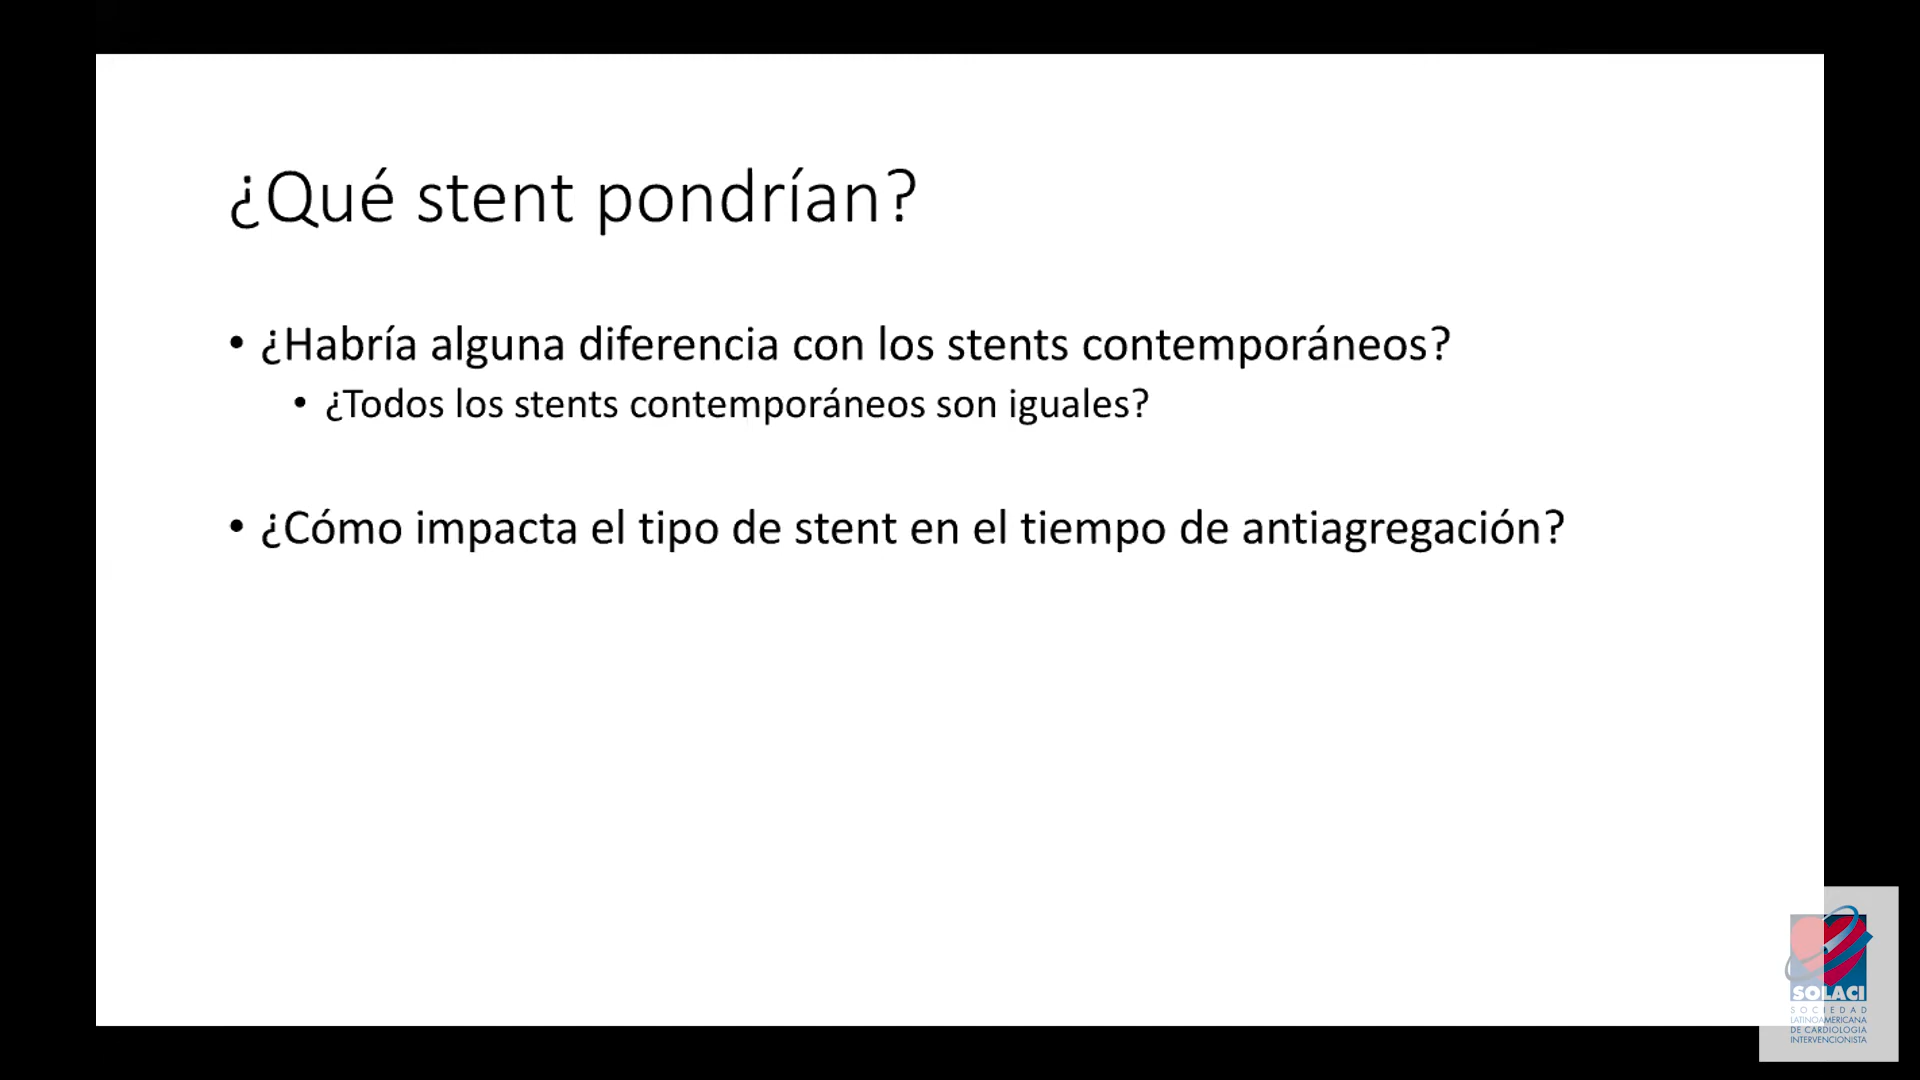 ¿Qué stent pondrían?
• ¿Habría alguna diferencia con los stents contemporáneos?
• ¿Todos los stents contemporáneos son iguales?
• ¿Cómo impacta el tipo de stent en el tiempo de antiagregación?
SOLACI
SOCIEDAD
LATINOAMERICANA
DE CARDIOLOGIA
INTERVENCIONISTA